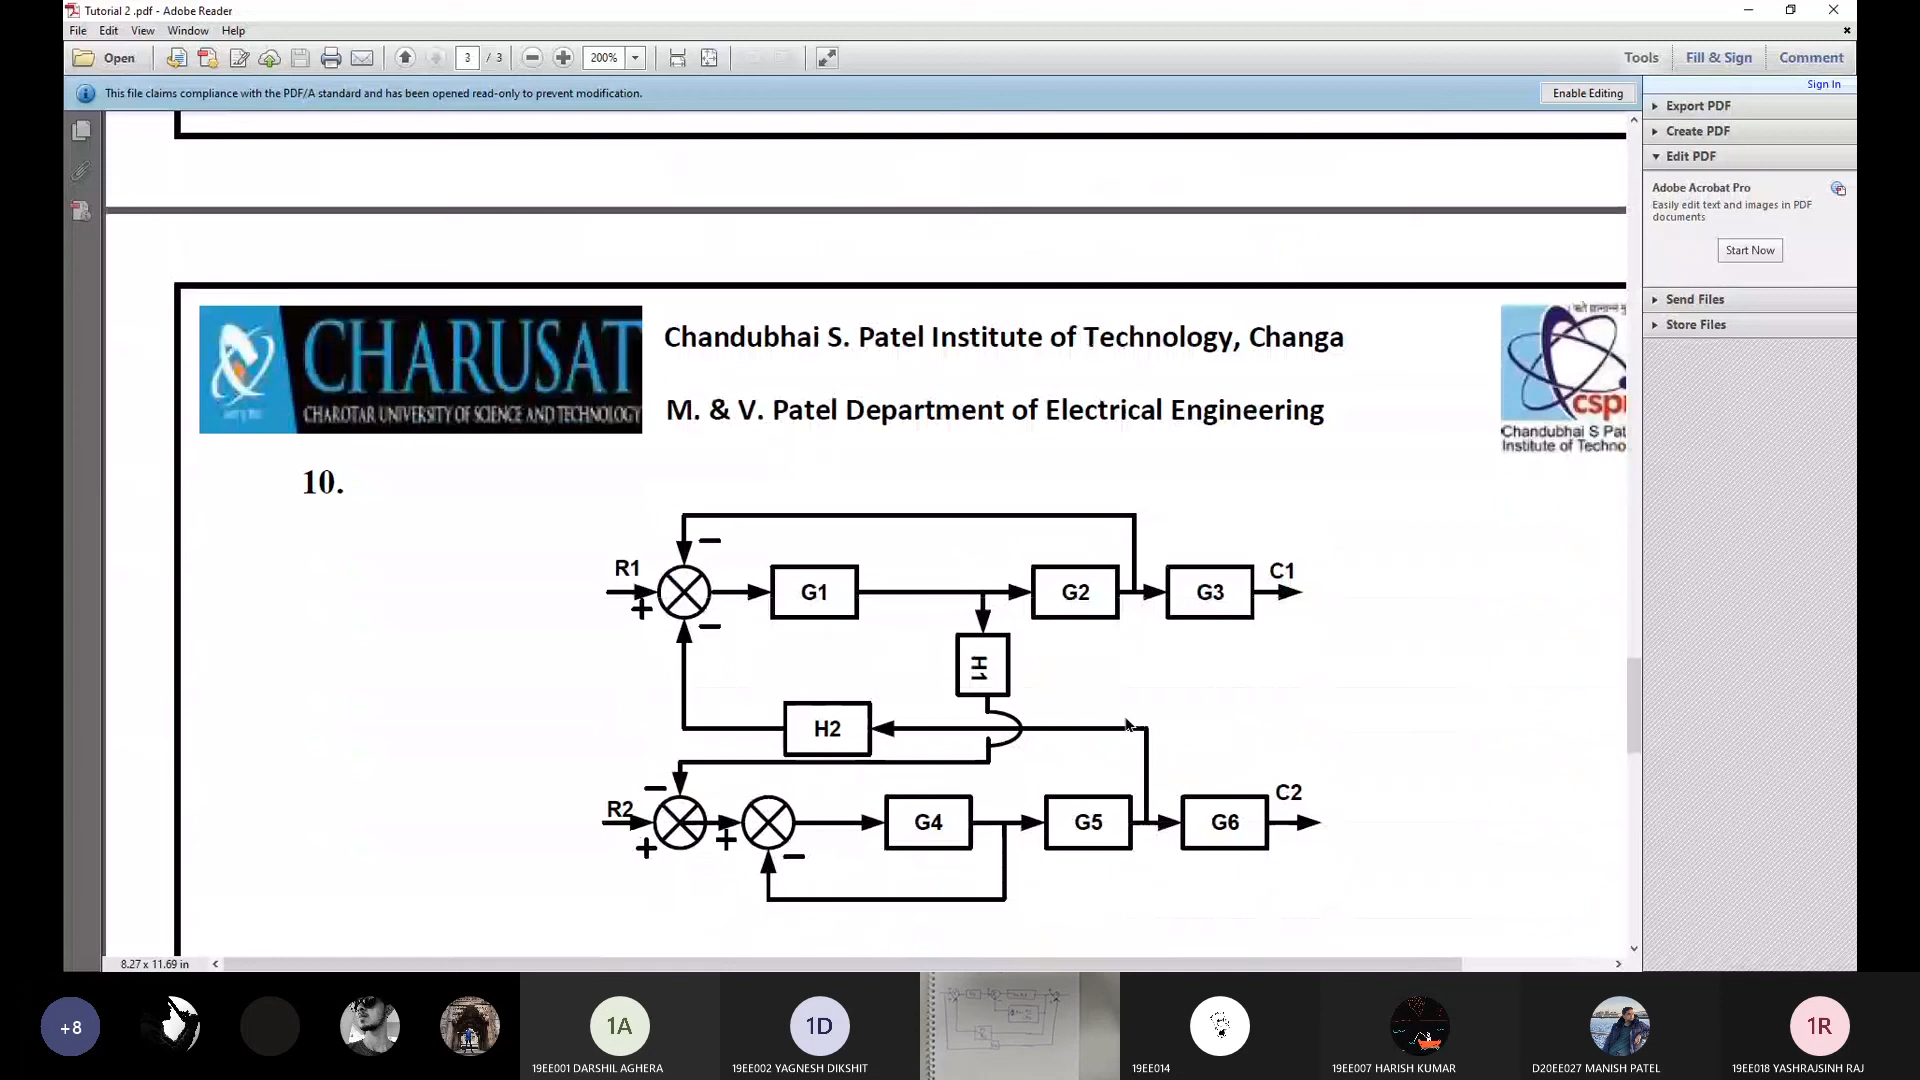 Tutorial 2 .pdf - Adobe Reader
File Edit View Window Help
Open 3 / 3 200% Tools Fill & Sign Comment
This file claims compliance with the PDF/A standard and has been opened read-only to prevent modification. Enable Editing
Sign In
Export PDF
Create PDF
Edit PDF
Adobe Acrobat Pro
Easily edit text and images in PDF
documents
Start Now
Send Files
Store Files
CHARUSAT
CHAROTAR UNIVERSITY OF SCIENCE AND TECHNOLOGY
Chandubhai S. Patel Institute of Technology, Changa
M. & V. Patel Department of Electrical Engineering
cspi
Chandubhai S Pat
Institute of Techno
10.
R1 + − − G1 G2 G3 C1
H1
H2
R2 − + + − G4 G5 G6 C2
8.27 x 11.69 in
+8
1A
1D
1R
19EE001 DARSHIL AGHERA
19EE002 YAGNESH DIKSHIT
19EE014
19EE007 HARISH KUMAR
D20EE027 MANISH PATEL
19EE018 YASHRAJSINH RAJ